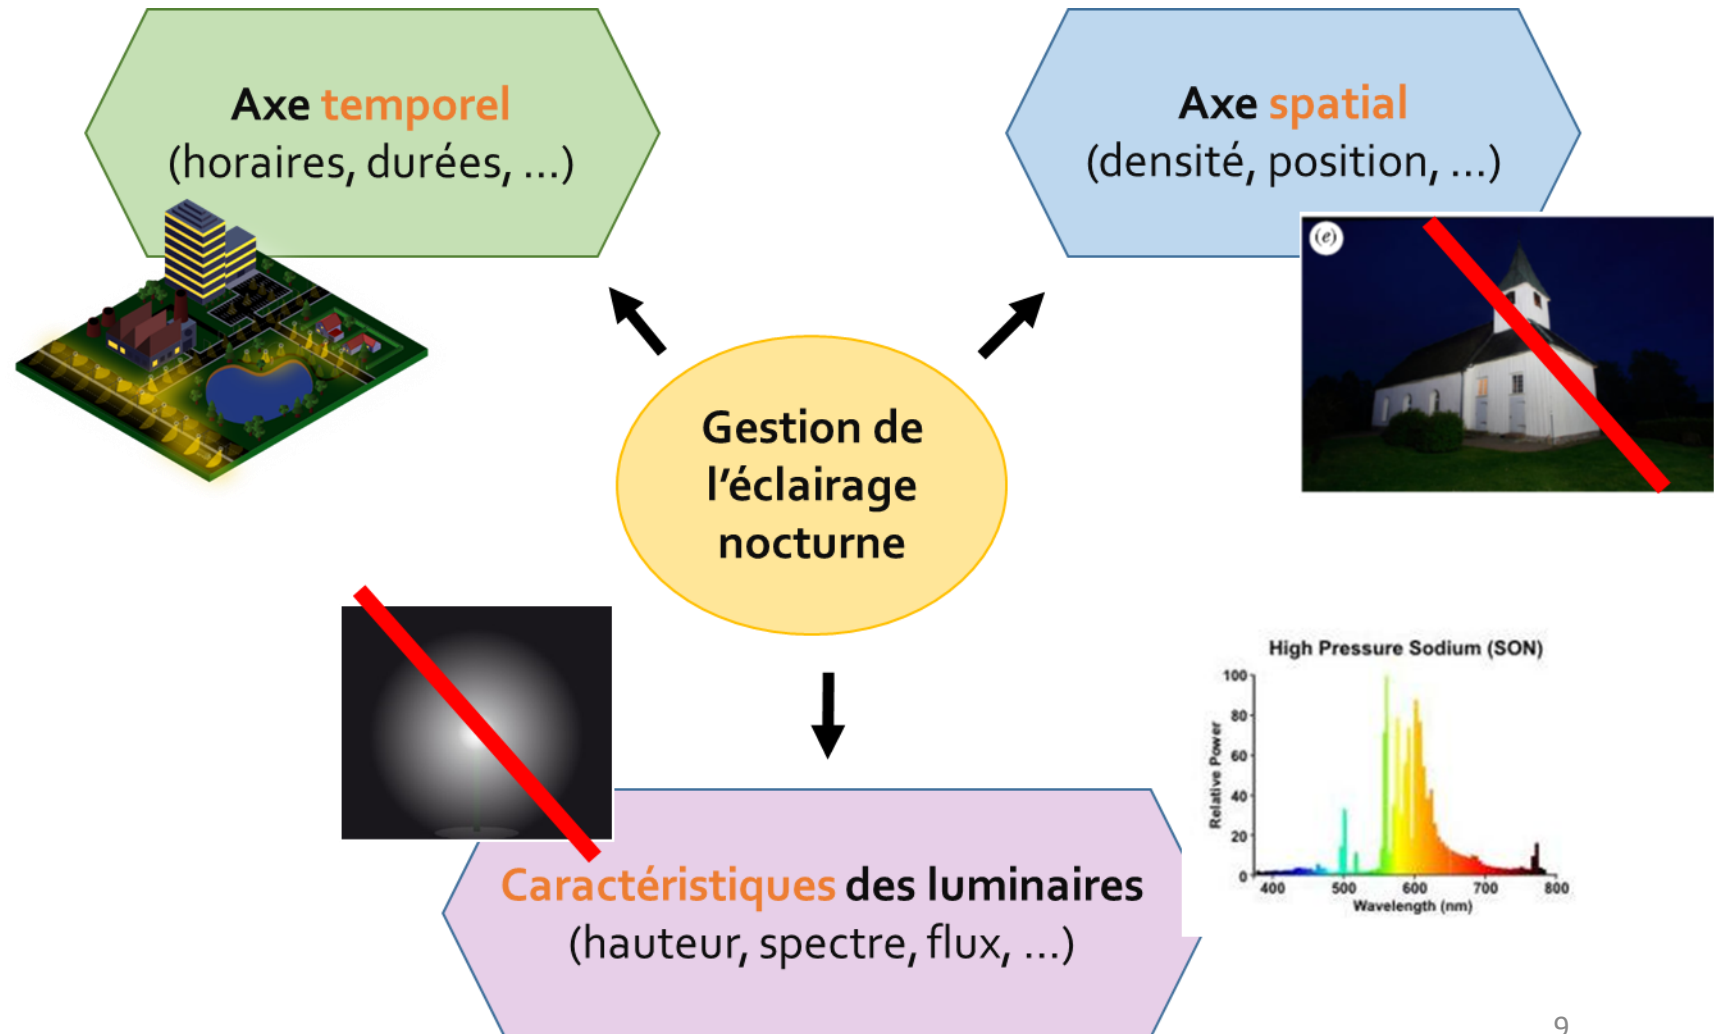 Axe temporel
(horaires, durées, ...)
Axe spatial
(densité, position, ...)
(e)
Gestion de
l'éclairage
nocturne
High Pressure Sodium (SON)
Relative Power
100
80
60
40
20
0
400 500 600 700 800
Wavelength (nm)
Caractéristiques des luminaires
(hauteur, spectre, flux, ...)
9